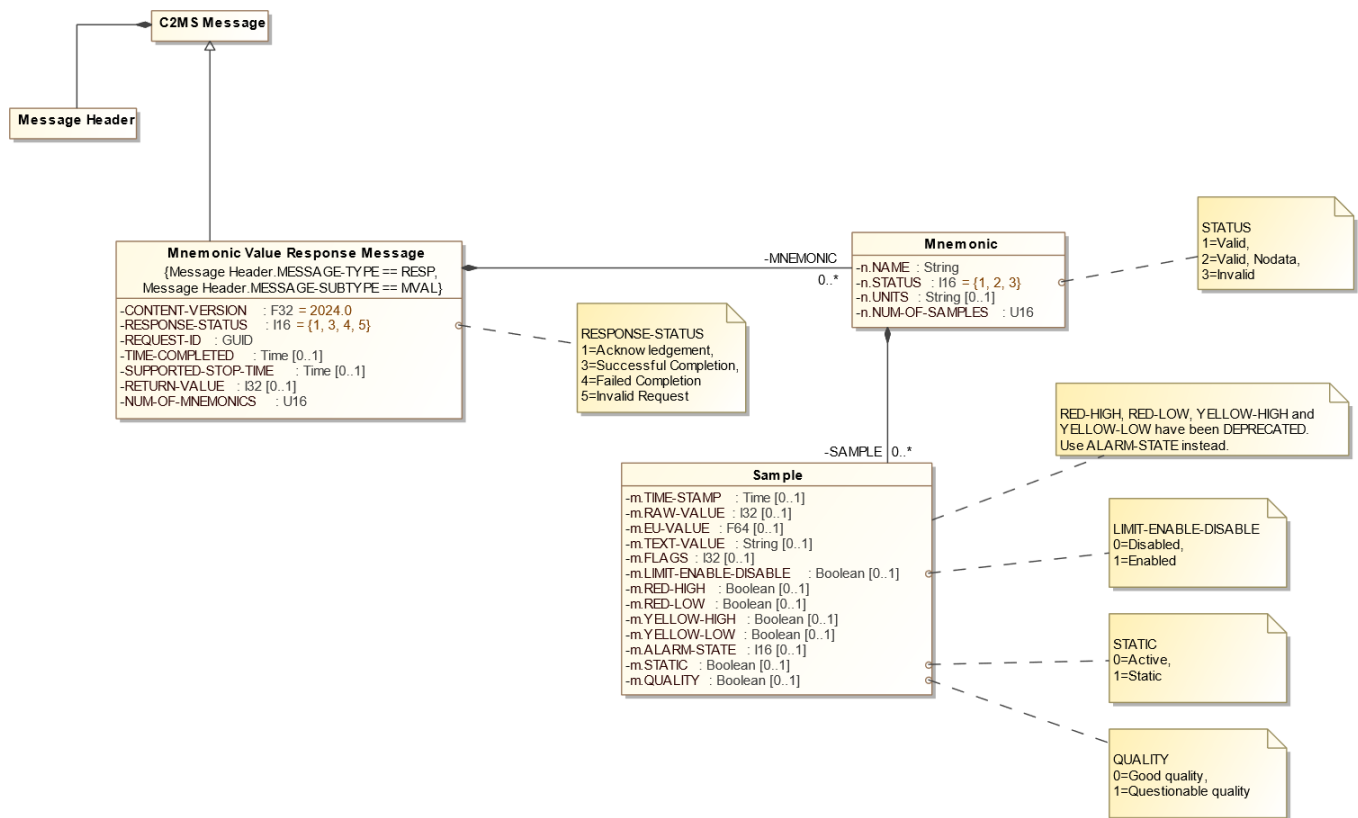 C2MS Message
Message Header
Mnemonic Value Response Message
{Message Header.MESSAGE-TYPE == RESP,
Message Header.MESSAGE-SUBTYPE == MVAL}
-CONTENT-VERSION : F32 = 2024.0
-RESPONSE-STATUS : I16 = {1, 3, 4, 5}
-REQUEST-ID : GUID
-TIME-COMPLETED : Time [0..1]
-SUPPORTED-STOP-TIME : Time [0..1]
-RETURN-VALUE : I32 [0..1]
-NUM-OF-MNEMONICS : U16
RESPONSE-STATUS
1=Acknowledgement,
3=Successful Completion,
4=Failed Completion
5=Invalid Request
-MNEMONIC
0..*
Mnemonic
-n.NAME : String
-n.STATUS : I16 = {1, 2, 3}
-n.UNITS : String [0..1]
-n.NUM-OF-SAMPLES : U16
STATUS
1=Valid,
2=Valid, Nodata,
3=Invalid
-SAMPLE 0..*
Sample
-m.TIME-STAMP : Time [0..1]
-m.RAW-VALUE : I32 [0..1]
-m.EU-VALUE : F64 [0..1]
-m.TEXT-VALUE : String [0..1]
-m.FLAGS : I32 [0..1]
-m.LIMIT-ENABLE-DISABLE : Boolean [0..1]
-m.RED-HIGH : Boolean [0..1]
-m.RED-LOW : Boolean [0..1]
-m.YELLOW-HIGH : Boolean [0..1]
-m.YELLOW-LOW : Boolean [0..1]
-m.ALARM-STATE : I16 [0..1]
-m.STATIC : Boolean [0..1]
-m.QUALITY : Boolean [0..1]
RED-HIGH, RED-LOW, YELLOW-HIGH and
YELLOW-LOW have been DEPRECATED.
Use ALARM-STATE instead.
LIMIT-ENABLE-DISABLE
0=Disabled,
1=Enabled
STATIC
0=Active,
1=Static
QUALITY
0=Good quality,
1=Questionable quality